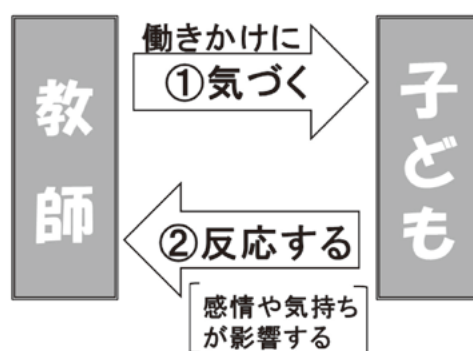 教師
働きかけに
①気づく
子ども
②反応する
感情や気持ち
が影響する